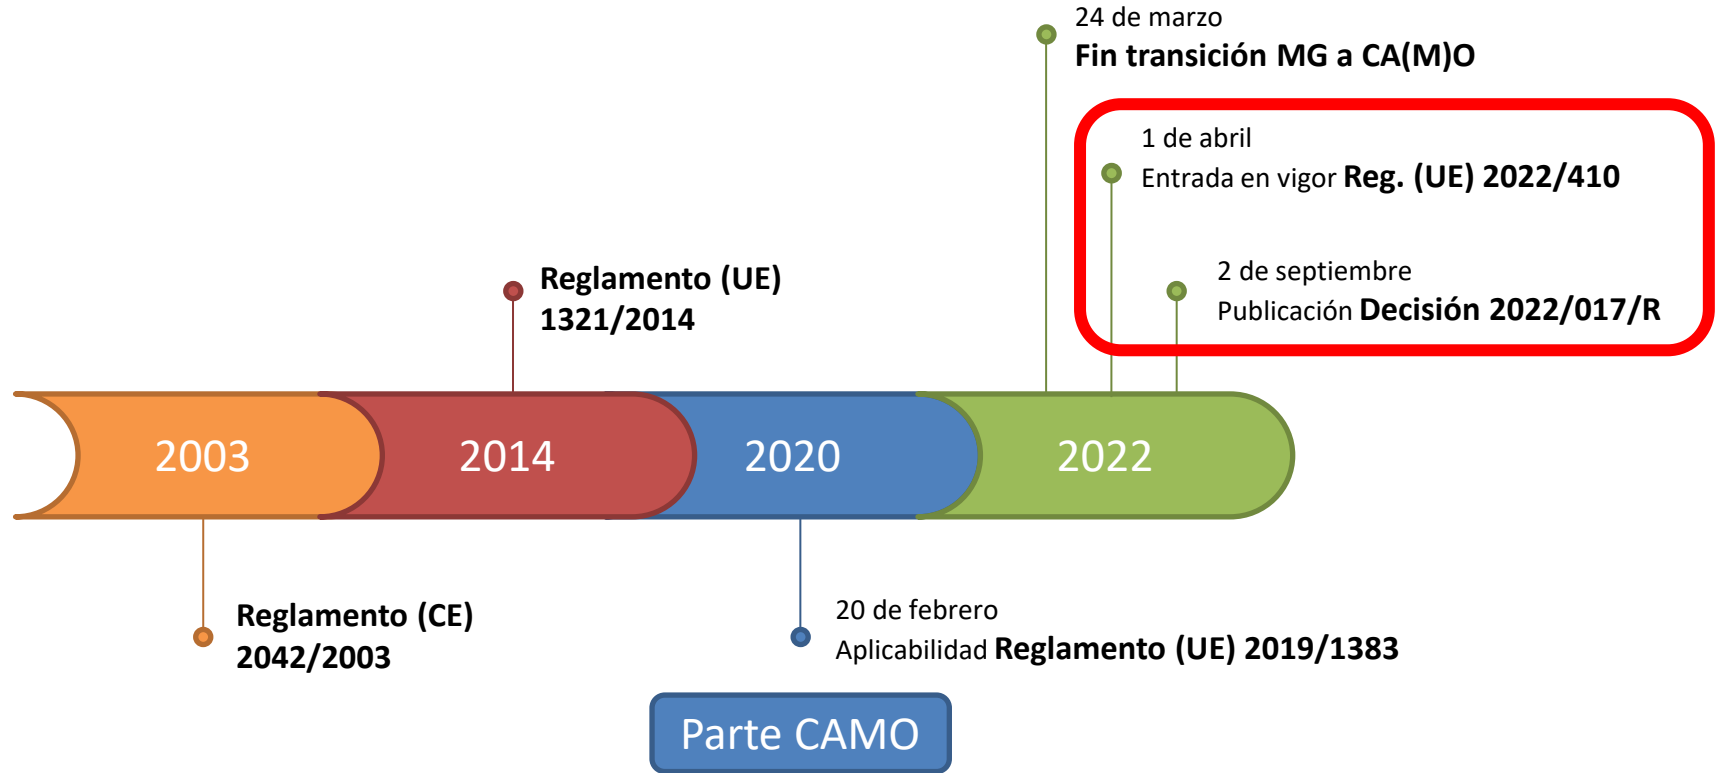 24 de marzo
Fin transición MG a CA(M)O
1 de abril
Entrada en vigor Reg. (UE) 2022/410
Reglamento (UE)
1321/2014
2 de septiembre
Publicación Decisión 2022/017/R
2003
2014
2020
2022
Reglamento (CE)
2042/2003
20 de febrero
Aplicabilidad Reglamento (UE) 2019/1383
Parte CAMO